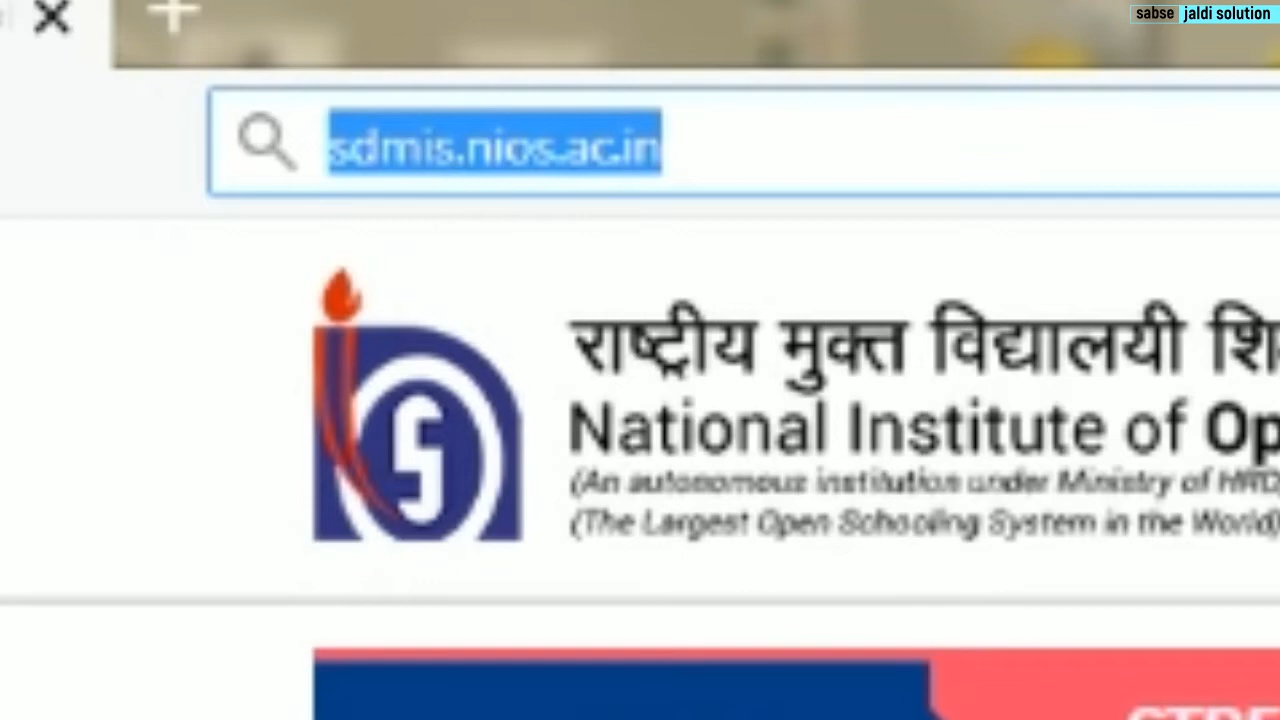 sabse jaldi solution
sdmis.nios.ac.in
राष्ट्रीय मुक्त विद्यालयी
National Institute of
(An autonomous institution under Ministry of HRD
(The Largest Open Schooling System in the World)